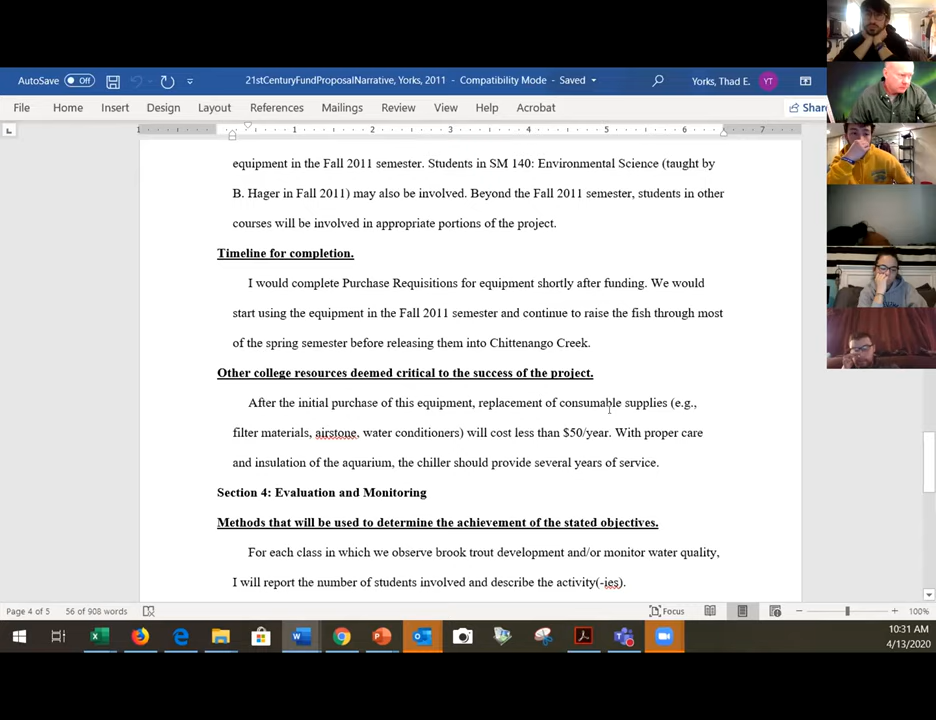 AutoSave Off 21stCenturyFundProposalNarrative, Yorks, 2011 - Compatibility Mode - Saved Yorks, Thad E. YT
File Home Insert Design Layout References Mailings Review View Help Acrobat Share
1 1 2 3 4 5 6 7
equipment in the Fall 2011 semester. Students in SM 140: Environmental Science (taught by
B. Hager in Fall 2011) may also be involved. Beyond the Fall 2011 semester, students in other
courses will be involved in appropriate portions of the project.
Timeline for completion.
I would complete Purchase Requisitions for equipment shortly after funding. We would
start using the equipment in the Fall 2011 semester and continue to raise the fish through most
of the spring semester before releasing them into Chittenango Creek.
Other college resources deemed critical to the success of the project.
After the initial purchase of this equipment, replacement of consumable supplies (e.g.,
filter materials, airstone, water conditioners) will cost less than $50/year. With proper care
and insulation of the aquarium, the chiller should provide several years of service.
Section 4: Evaluation and Monitoring
Methods that will be used to determine the achievement of the stated objectives.
For each class in which we observe brook trout development and/or monitor water quality,
I will report the number of students involved and describe the activity(-ies).
Page 4 of 5 56 of 908 words Focus 100%
10:31 AM
4/13/2020